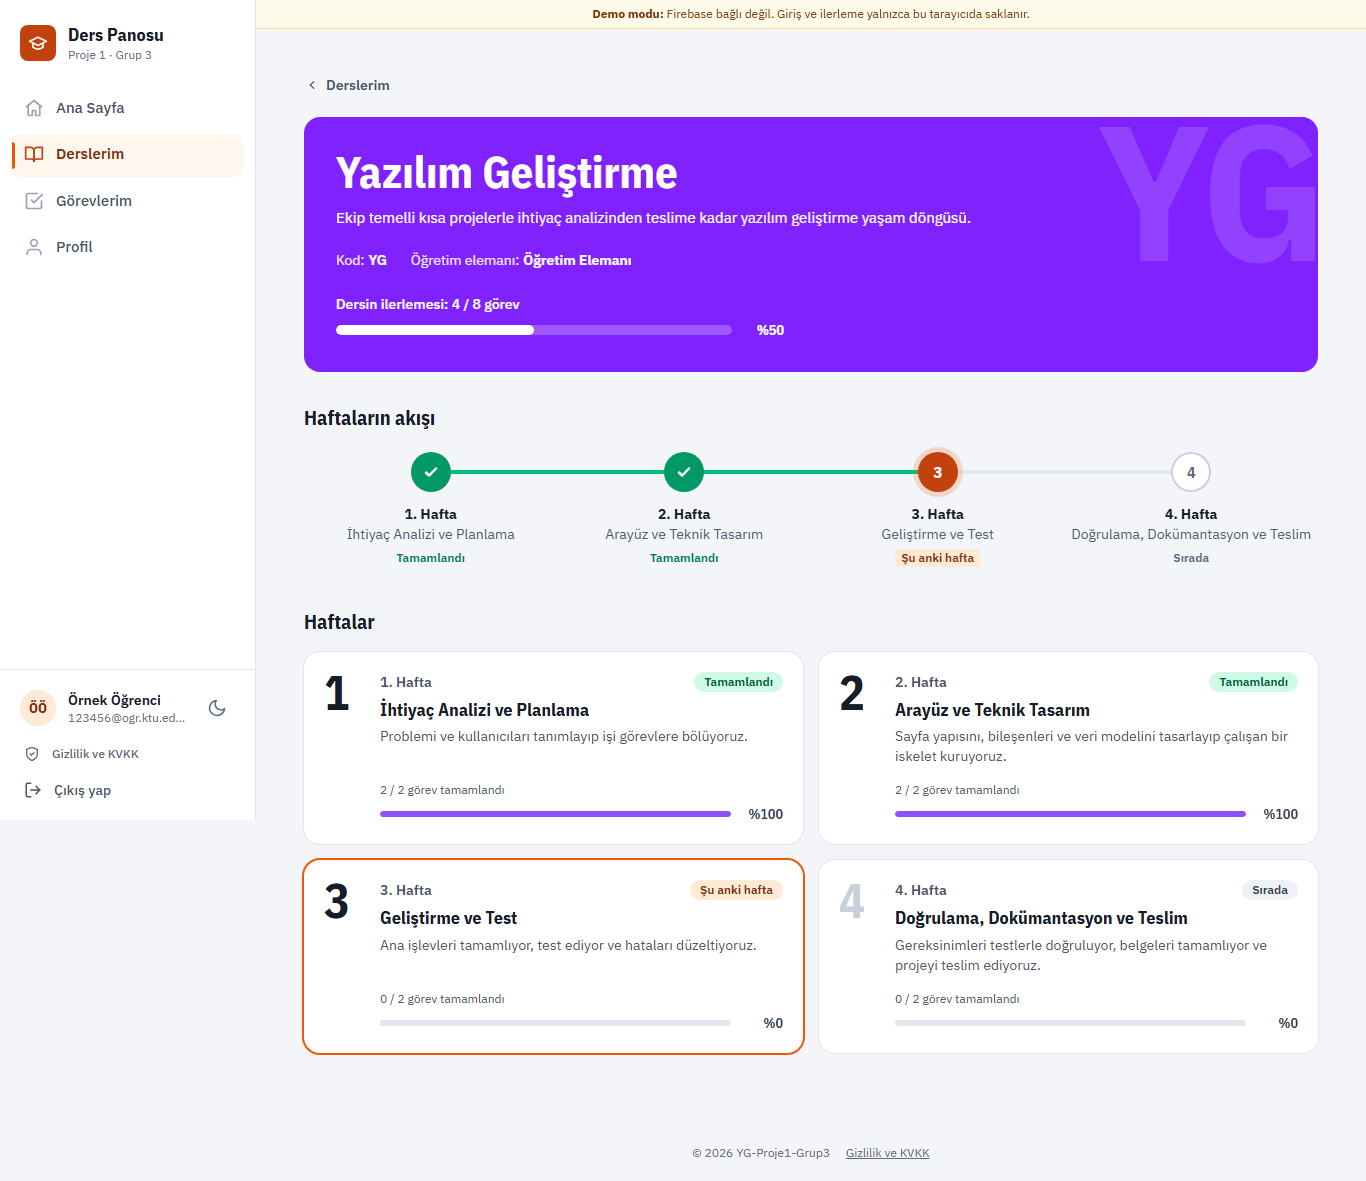 Demo modu: Firebase bağlı değil. Giriş ve ilerleme yalnızca bu tarayıcıda saklanır.
Ders Panosu
Proje 1 · Grup 3
Ana Sayfa
Derslerim
Görevlerim
Profil
ÖÖ
Örnek Öğrenci
123456@ogr.ktu.ed...
Gizlilik ve KVKK
Çıkış yap
Derslerim
YG
Yazılım Geliştirme
Ekip temelli kısa projelerle ihtiyaç analizinden teslime kadar yazılım geliştirme yaşam döngüsü.
Kod: YG Öğretim elemanı: Öğretim Elemanı
Dersin ilerlemesi: 4 / 8 görev
%50
Haftaların akışı
1. Hafta
İhtiyaç Analizi ve Planlama
Tamamlandı
2. Hafta
Arayüz ve Teknik Tasarım
Tamamlandı
3
3. Hafta
Geliştirme ve Test
Şu anki hafta
4
4. Hafta
Doğrulama, Dokümantasyon ve Teslim
Sırada
Haftalar
1
1. Hafta
Tamamlandı
İhtiyaç Analizi ve Planlama
Problemi ve kullanıcıları tanımlayıp işi görevlere bölüyoruz.
2 / 2 görev tamamlandı
%100
2
2. Hafta
Tamamlandı
Arayüz ve Teknik Tasarım
Sayfa yapısını, bileşenleri ve veri modelini tasarlayıp çalışan bir
iskelet kuruyoruz.
2 / 2 görev tamamlandı
%100
3
3. Hafta
Şu anki hafta
Geliştirme ve Test
Ana işlevleri tamamlıyor, test ediyor ve hataları düzeltiyoruz.
0 / 2 görev tamamlandı
%0
4
4. Hafta
Sırada
Doğrulama, Dokümantasyon ve Teslim
Gereksinimleri testlerle doğruluyor, belgeleri tamamlıyor ve
projeyi teslim ediyoruz.
0 / 2 görev tamamlandı
%0
© 2026 YG-Proje1-Grup3 Gizlilik ve KVKK